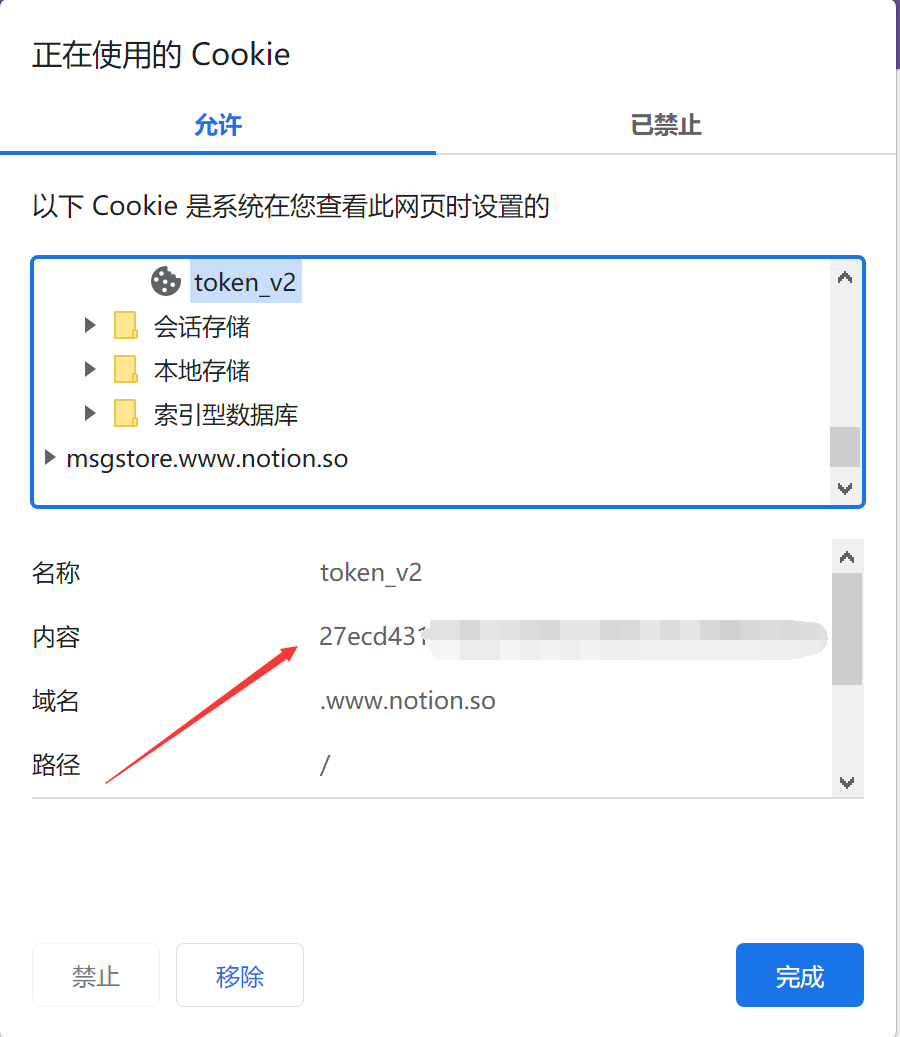 正在使用的 Cookie
允许
已禁止
以下 Cookie 是系统在您查看此网页时设置的
token_v2
会话存储
本地存储
索引型数据库
msgstore.www.notion.so
名称 token_v2
内容 27ecd431
域名 .www.notion.so
路径 /
禁止
移除
完成